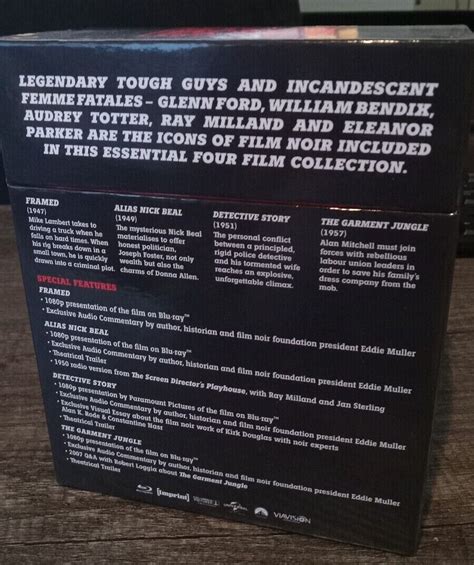 LEGENDARY TOUGH GUYS AND INCANDESCENT
FEMME FATALES – GLENN FORD, WILLIAM BENDIX,
AUDREY TOTTER, RAY MILLAND AND ELEANOR
PARKER ARE THE ICONS OF FILM NOIR INCLUDED
IN THIS ESSENTIAL FOUR FILM COLLECTION.
FRAMED
(1947)
Mike Lambert takes to
driving a truck when he
falls on hard times. When
his rig breaks down in a
small town, he is quickly
drawn into a criminal plot.
ALIAS NICK BEAL
(1949)
The mysterious Nick Beal
materialises to offer
honest politician,
Joseph Foster, not only
wealth but also the
charms of Donna Allen.
DETECTIVE STORY
(1951)
The personal conflict
between a principled,
rigid police detective
and his tormented wife
reaches an explosive,
unforgettable climax.
THE GARMENT JUNGLE
(1957)
Alan Mitchell must join
forces with rebellious
labour union leaders in
order to save his family's
dress company from the
mob.
SPECIAL FEATURES
FRAMED
• 1080p presentation of the film on Blu-ray™
• Exclusive Audio Commentary by author, historian and film noir foundation president Eddie Muller
ALIAS NICK BEAL
• 1080p presentation of the film on Blu-ray™
• Exclusive Audio Commentary by author, historian and film noir foundation president Eddie Muller
• Theatrical Trailer
• 1950 radio version from The Screen Director's Playhouse, with Ray Milland and Jan Sterling
DETECTIVE STORY
• 1080p presentation by Paramount Pictures of the film on Blu-ray™
• Exclusive Audio Commentary by author, historian and film noir foundation president Eddie Muller
• Exclusive Visual Essay about the film noir work of Kirk Douglas with noir experts
Alan K. Rode & Constantine Nasr
• Theatrical Trailer
THE GARMENT JUNGLE
• 1080p presentation of the film on Blu-ray™
• Exclusive Audio Commentary by author, historian and film noir foundation president Eddie Muller
• 2007 Q&A with Robert Loggia about The Garment Jungle
• Theatrical Trailer
Blu-ray [Imprint] UNIVERSAL VIAVISION